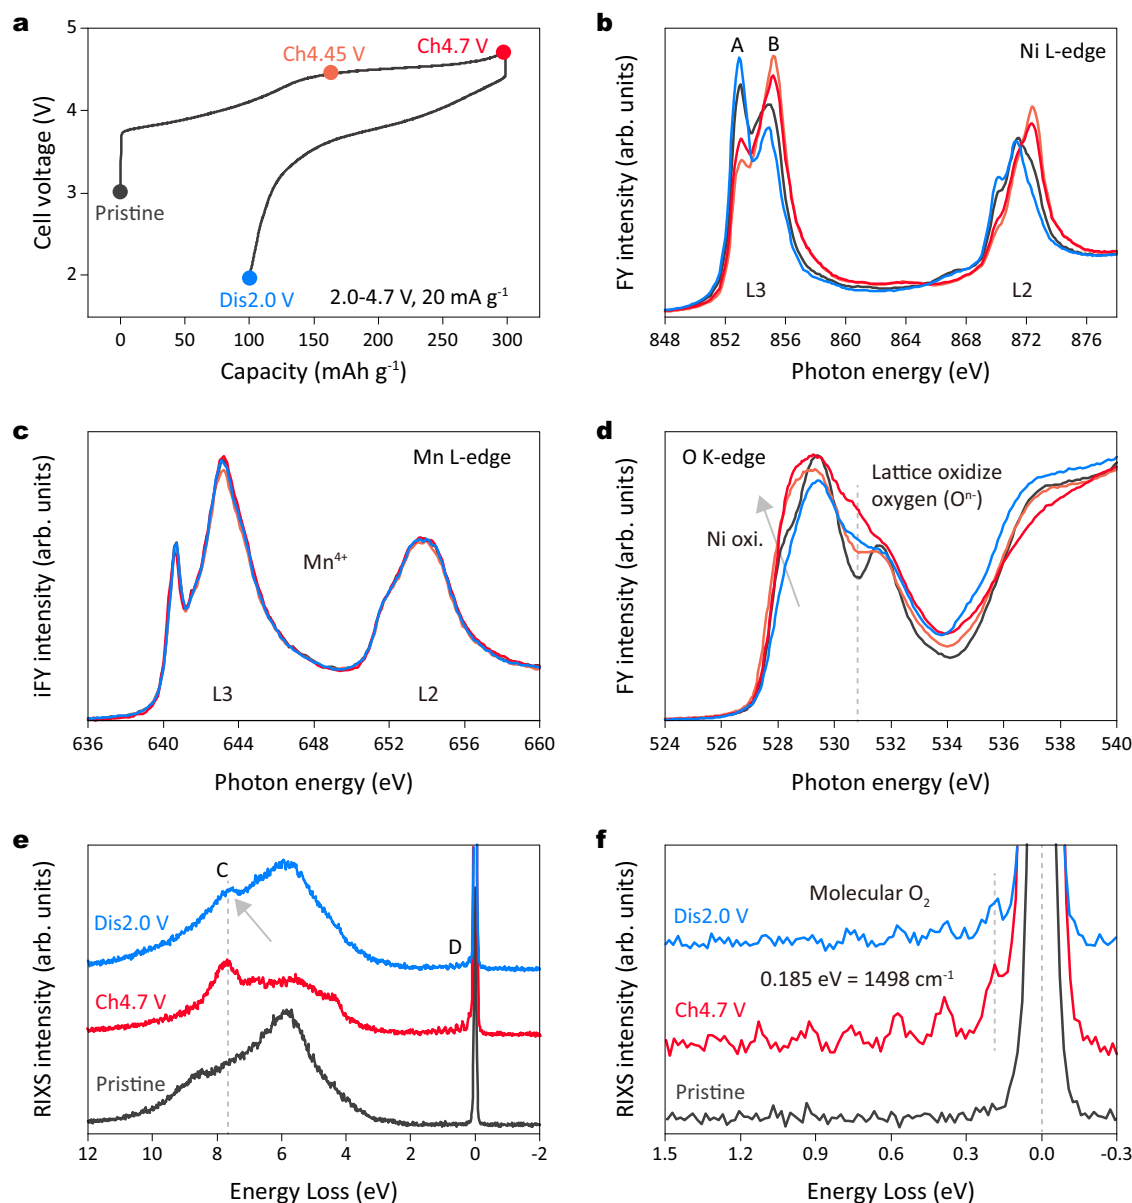 a
5
4
3
2
Cell voltage (V)
Ch4.45 V
Ch4.7 V
Pristine
Dis2.0 V
2.0-4.7 V, 20 mA g⁻¹
0 50 100 150 200 250 300
Capacity (mAh g⁻¹)
b
FY intensity (arb. units)
A
B
Ni L-edge
L3
L2
848 852 856 860 864 868 872 876
Photon energy (eV)
c
iFY intensity (arb. units)
Mn L-edge
Mn⁴⁺
L3
L2
636 640 644 648 652 656 660
Photon energy (eV)
d
FY intensity (arb. units)
O K-edge
Lattice oxidize
oxygen (Oⁿ⁻)
Ni oxi.
524 526 528 530 532 534 536 538 540
Photon energy (eV)
e
RIXS intensity (arb. units)
C
Dis2.0 V
D
Ch4.7 V
Pristine
12 10 8 6 4 2 0 -2
Energy Loss (eV)
f
RIXS intensity (arb. units)
Molecular O₂
Dis2.0 V
0.185 eV = 1498 cm⁻¹
Ch4.7 V
Pristine
1.5 1.2 0.9 0.6 0.3 0.0 -0.3
Energy Loss (eV)